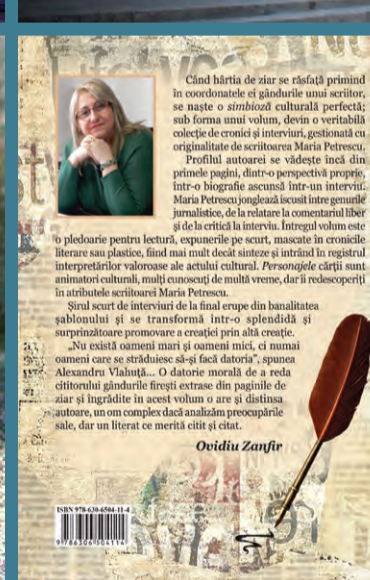 Când hârtia de ziar se răsfață primind
în coordonatele ei gândurile unui scriitor,
se naște o simbioză culturală perfectă;
sub forma unui volum, devin o veritabilă
colecție de cronici și interviuri, gestionată cu
originalitate de scriitoarea Maria Petrescu.
Profilul autoarei se vădește încă din
primele pagini, dintr-o perspectivă proprie,
într-o biografie ascunsă într-un interviu.
Maria Petrescu jonglează iscusit între genurile
jurnalistice, de la relatare la comentariul liber
și de la critică la interviu. Întregul volum este
o pledoarie pentru lectură, expunerile pe scurt, mascate în cronicile
literare sau plastice, fiind mai mult decât sinteze și intrând în registrul
interpretărilor valoroase ale actului cultural. Personajele cărții sunt
animatori culturali, mulți cunoscuți de multă vreme, dar îi redescoperiți
în atributele scriitoarei Maria Petrescu.
Șirul scurt de interviuri de la final erupe din banalitatea
șablonului și se transformă într-o splendidă și
surprinzătoare promovare a creației prin altă creație.
„Nu există oameni mari și oameni mici, ci numai
oameni care se străduiesc să-și facă datoria”, spunea
Alexandru Vlahuță... O datorie morală de a reda
cititorului gândurile firești extrase din paginile de
ziar și îngrădite în acest volum o are și distinsa
autoare, un om complex dacă analizăm preocupările
sale, dar un literat ce merită citit și citat.
Ovidiu Zanfir
ISBN 978-630-6504-11-4
9 786306 504114